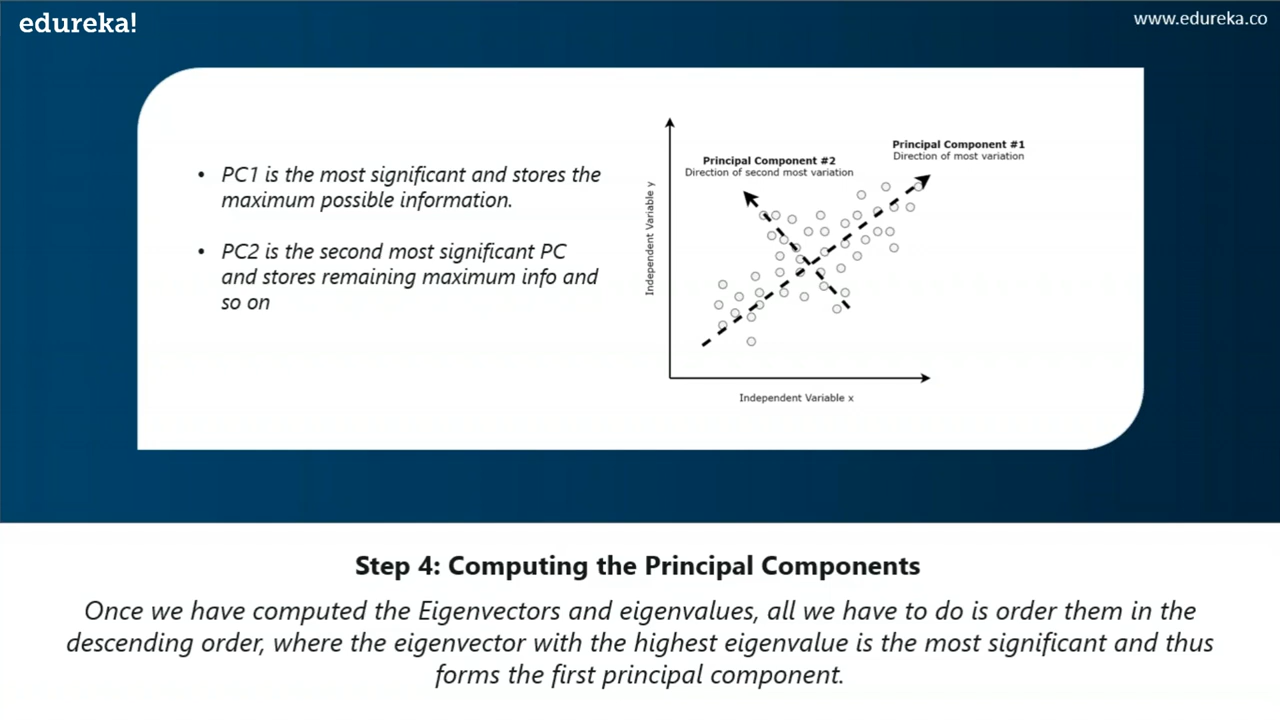 edureka!
www.edureka.co
• PC1 is the most significant and stores the
maximum possible information.
• PC2 is the second most significant PC
and stores remaining maximum info and
so on
Principal Component #1
Direction of most variation
Principal Component #2
Direction of second most variation
Independent Variable y
Independent Variable x
Step 4: Computing the Principal Components
Once we have computed the Eigenvectors and eigenvalues, all we have to do is order them in the
descending order, where the eigenvector with the highest eigenvalue is the most significant and thus
forms the first principal component.